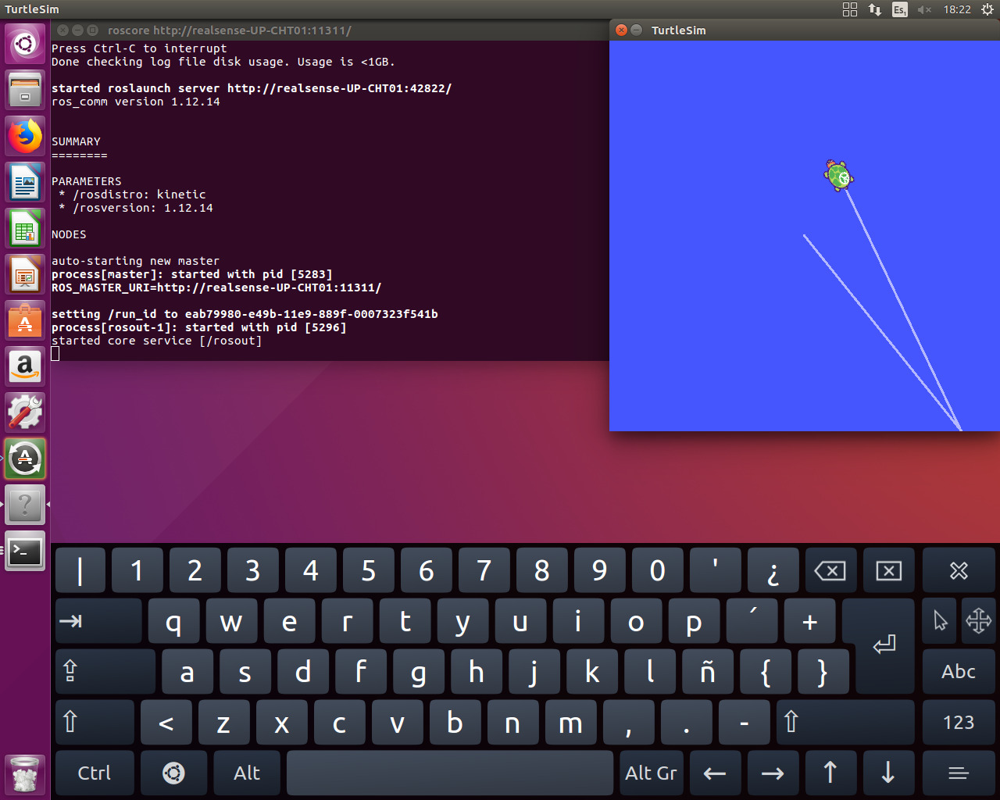 TurtleSim
Es1
18:22
roscore http://realsense-UP-CHT01:11311/
Press Ctrl-C to interrupt
Done checking log file disk usage. Usage is <1GB.
started roslaunch server http://realsense-UP-CHT01:42822/
ros_comm version 1.12.14
SUMMARY
========
PARAMETERS
* /rosdistro: kinetic
* /rosversion: 1.12.14
NODES
auto-starting new master
process[master]: started with pid [5283]
ROS_MASTER_URI=http://realsense-UP-CHT01:11311/
setting /run_id to eab79980-e49b-11e9-889f-0007323f541b
process[rosout-1]: started with pid [5296]
started core service [/rosout]
TurtleSim
| 1 2 3 4 5 6 7 8 9 0 ' ¿
q w e r t y u i o p ´ +
a s d f g h j k l ñ { } Abc
< z x c v b n m , . - 123
Ctrl Alt Alt Gr ← → ↑ ↓